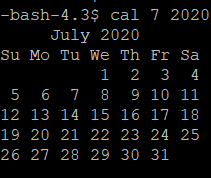 -bash-4.3$ cal 7 2020
July 2020
Su Mo Tu We Th Fr Sa
1 2 3 4
5 6 7 8 9 10 11
12 13 14 15 16 17 18
19 20 21 22 23 24 25
26 27 28 29 30 31